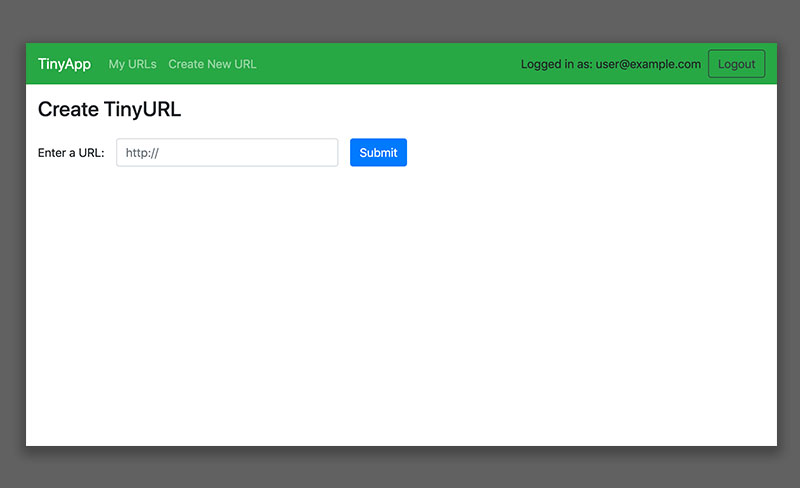 TinyApp My URLs Create New URL Logged in as: user@example.com Logout
Create TinyURL
Enter a URL: http:// Submit